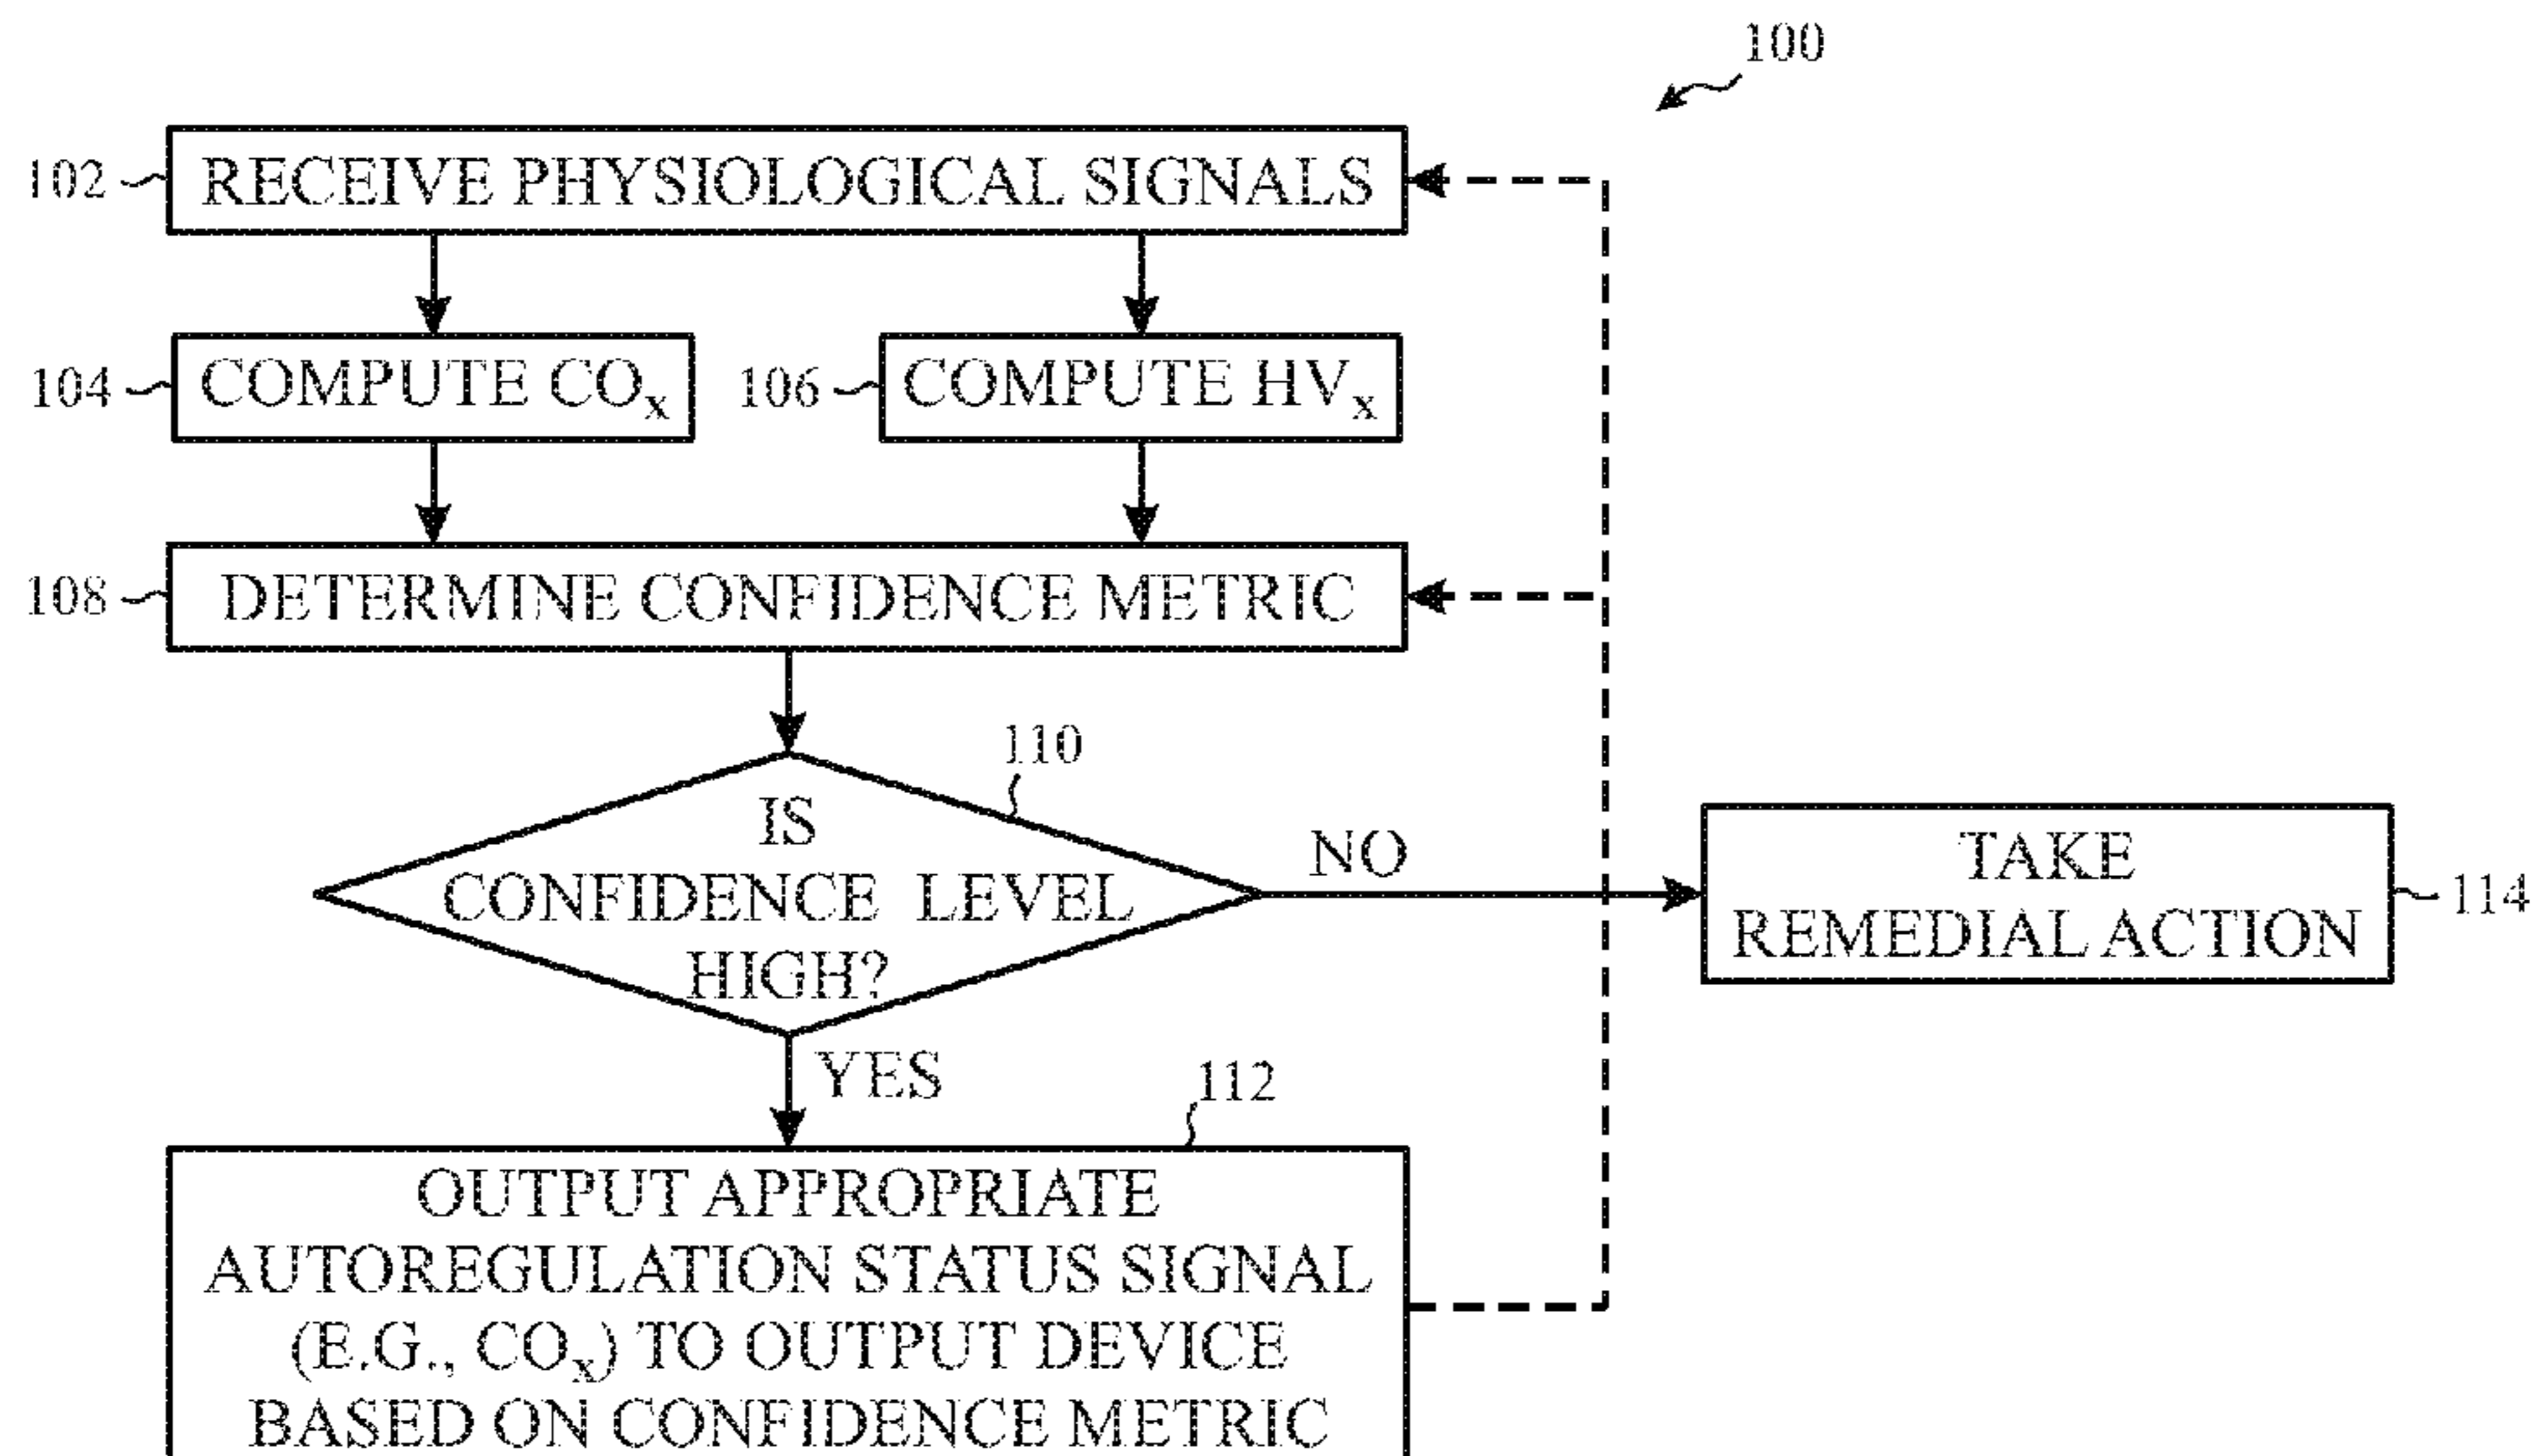 100
102
RECEIVE PHYSIOLOGICAL SIGNALS
104
COMPUTE COx
106
COMPUTE HVx
108
DETERMINE CONFIDENCE METRIC
110
IS
CONFIDENCE LEVEL
HIGH?
NO
TAKE
REMEDIAL ACTION
114
YES
112
OUTPUT APPROPRIATE
AUTOREGULATION STATUS SIGNAL
(E.G., COx) TO OUTPUT DEVICE
BASED ON CONFIDENCE METRIC